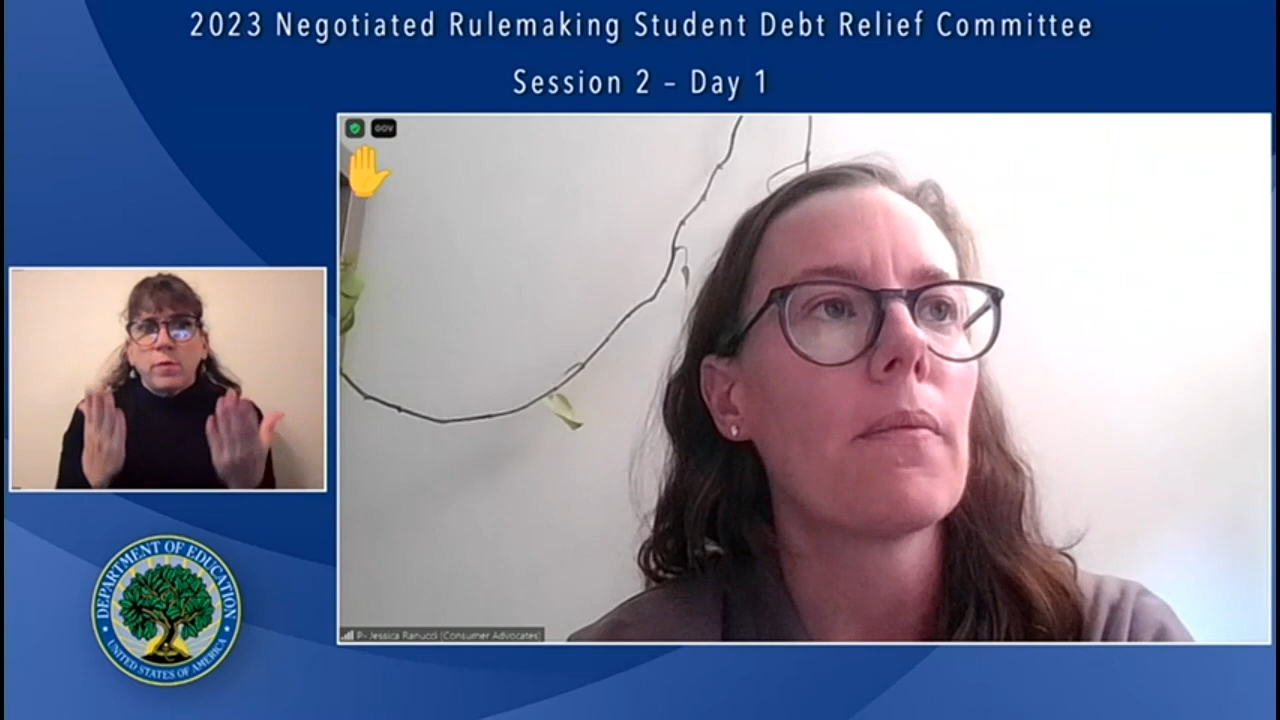 2023 Negotiated Rulemaking Student Debt Relief Committee
Session 2 – Day 1
GOV
P- Jessica Ranucci (Consumer Advocates)
DEPARTMENT OF EDUCATION
UNITED STATES OF AMERICA